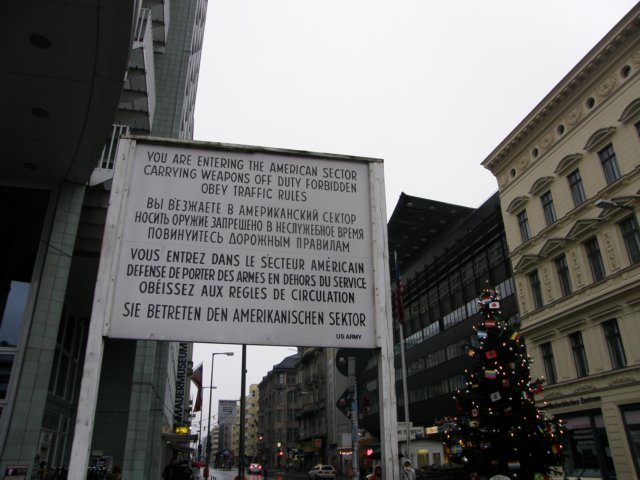 YOU ARE ENTERING THE AMERICAN SECTOR
CARRYING WEAPONS OFF DUTY FORBIDDEN
OBEY TRAFFIC RULES
ВЫ ВЪЕЗЖАЕТЕ В АМЕРИКАНСКИЙ СЕКТОР
НОСИТЬ ОРУЖИЕ ЗАПРЕЩЕНО В НЕСЛУЖЕБНОЕ ВРЕМЯ
ПОВИНУЙТЕСЬ ДОРОЖНЫМ ПРАВИЛАМ
VOUS ENTREZ DANS LE SECTEUR AMÉRICAIN
DEFENSE DE PORTER DES ARMES EN DEHORS DU SERVICE
OBÉISSEZ AUX REGLES DE CIRCULATION
SIE BETRETEN DEN AMERIKANISCHEN SEKTOR
US ARMY
MAUERMUSEUM